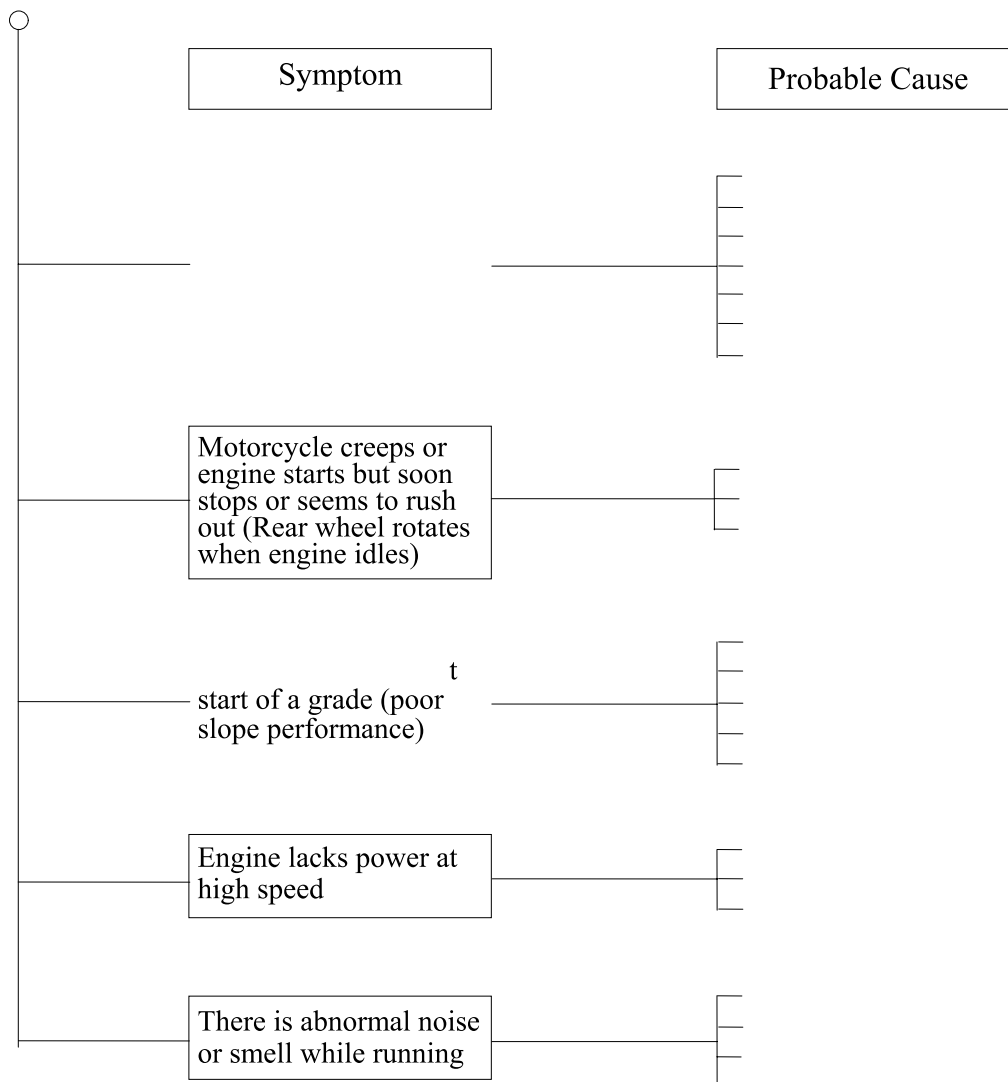 Symptom
Probable Cause
Motorcycle creeps or
engine starts but soon
stops or seems to rush
out (Rear wheel rotates
when engine idles)
t
start of a grade (poor
slope performance)
Engine lacks power at
high speed
There is abnormal noise
or smell while running